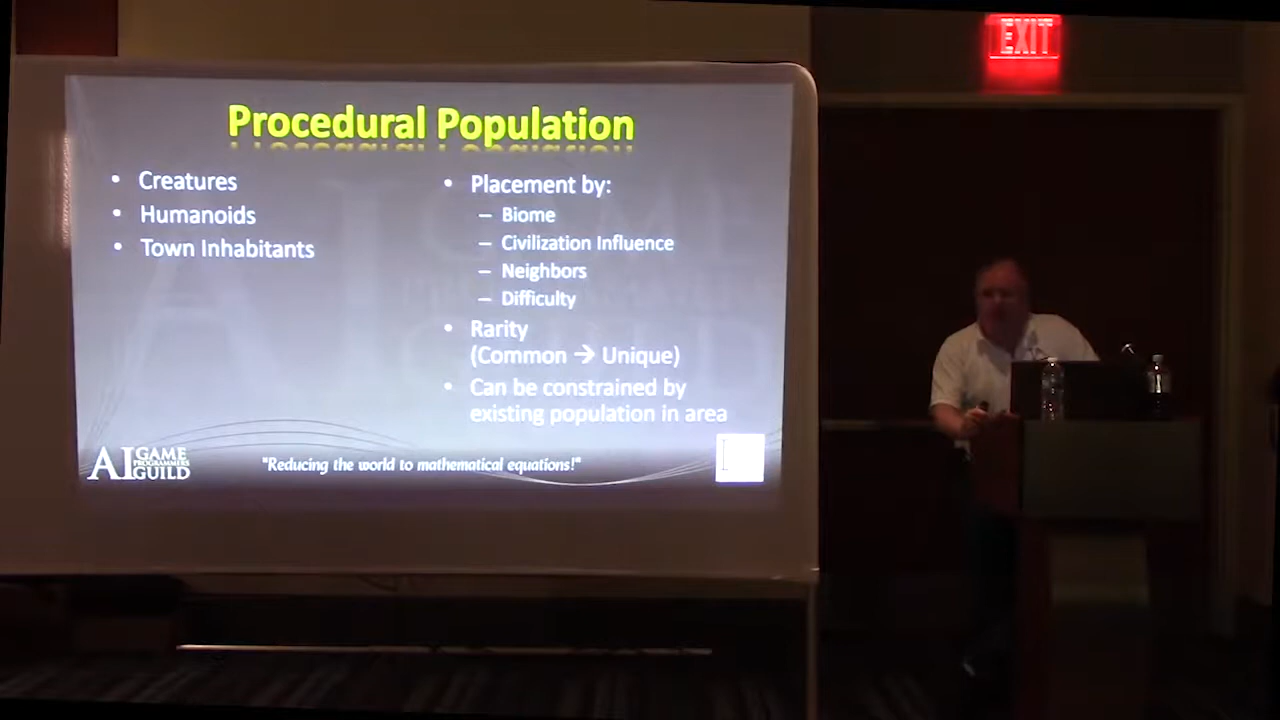 EXIT
Procedural Population
• Creatures
• Humanoids
• Town Inhabitants
• Placement by:
– Biome
– Civilization Influence
– Neighbors
– Difficulty
• Rarity
(Common → Unique)
• Can be constrained by
existing population in area
AI GAME
PROGRAMMERS
GUILD
"Reducing the world to mathematical equations!"